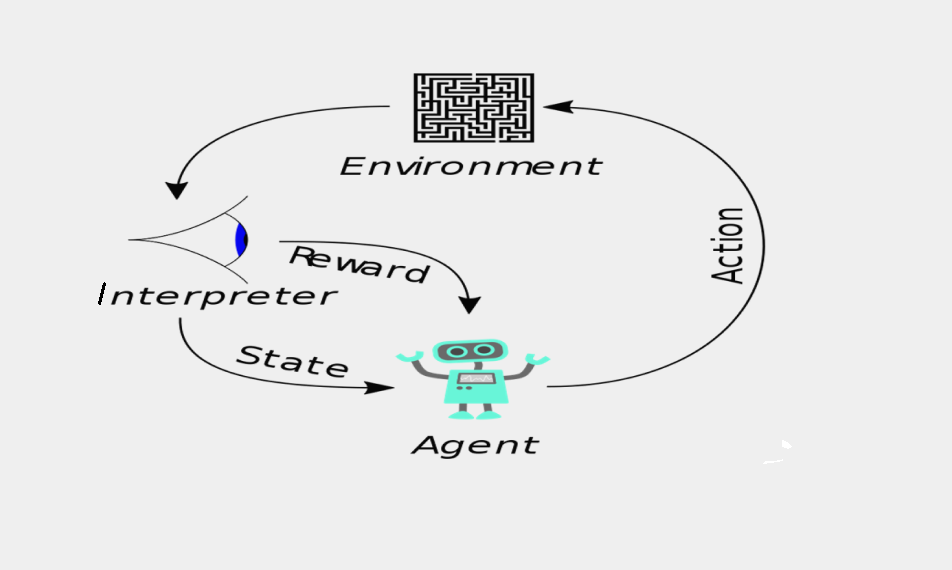 Environment
Action
Reward
Interpreter
State
Agent